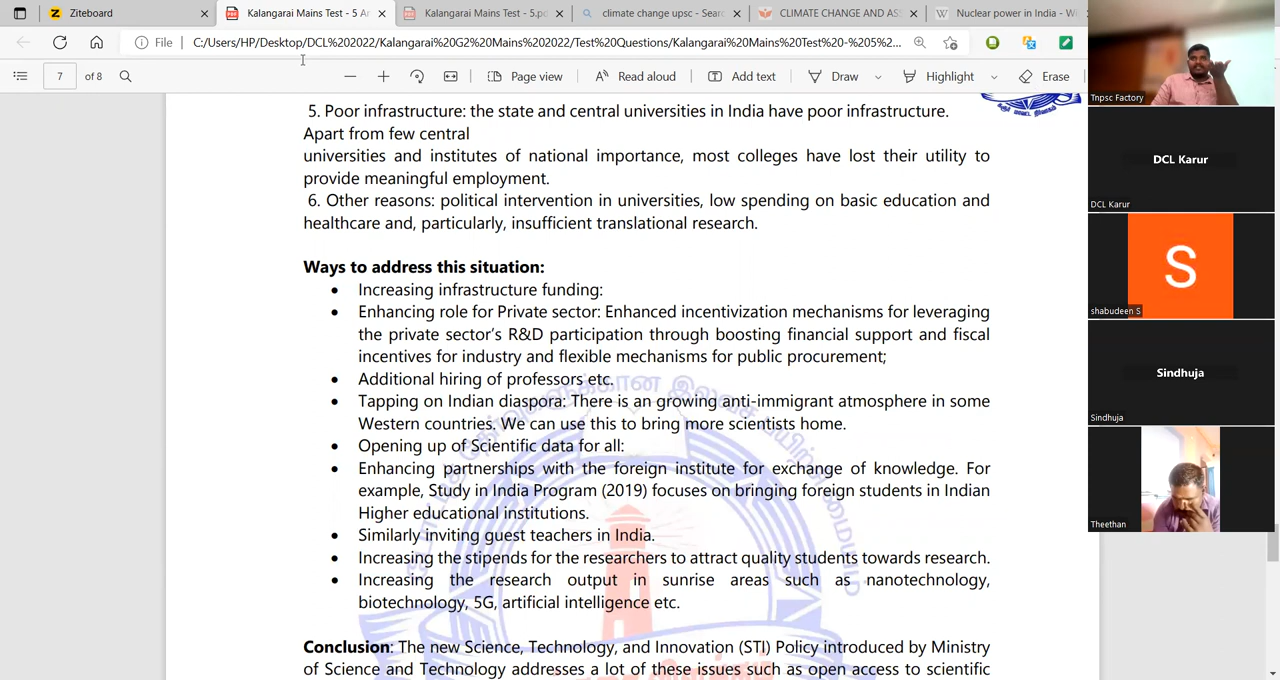 Ziteboard
Kalangarai Mains Test - 5 An
Kalangarai Mains Test - 5.pd
climate change upsc - Searc
CLIMATE CHANGE AND ASS
Nuclear power in India - W
File
C:/Users/HP/Desktop/DCL%202022/Kalangarai%20G2%20Mains%202022/Test%20Questions/Kalangarai%20Mains%20Test%20-%205%2...
7 of 8
Page view
Read aloud
Add text
Draw
Highlight
Erase
5. Poor infrastructure: the state and central universities in India have poor infrastructure.
Apart from few central
universities and institutes of national importance, most colleges have lost their utility to
provide meaningful employment.
6. Other reasons: political intervention in universities, low spending on basic education and
healthcare and, particularly, insufficient translational research.
Ways to address this situation:
• Increasing infrastructure funding:
• Enhancing role for Private sector: Enhanced incentivization mechanisms for leveraging
the private sector's R&D participation through boosting financial support and fiscal
incentives for industry and flexible mechanisms for public procurement;
• Additional hiring of professors etc.
• Tapping on Indian diaspora: There is an growing anti-immigrant atmosphere in some
Western countries. We can use this to bring more scientists home.
• Opening up of Scientific data for all:
• Enhancing partnerships with the foreign institute for exchange of knowledge. For
example, Study in India Program (2019) focuses on bringing foreign students in Indian
Higher educational institutions.
• Similarly inviting guest teachers in India.
• Increasing the stipends for the researchers to attract quality students towards research.
• Increasing the research output in sunrise areas such as nanotechnology,
biotechnology, 5G, artificial intelligence etc.
Conclusion: The new Science, Technology, and Innovation (STI) Policy introduced by Ministry
of Science and Technology addresses a lot of these issues such as open access to scientific
Tnpsc Factory
DCL Karur
DCL Karur
S
shabudeen S
Sindhuja
Sindhuja
Theethan